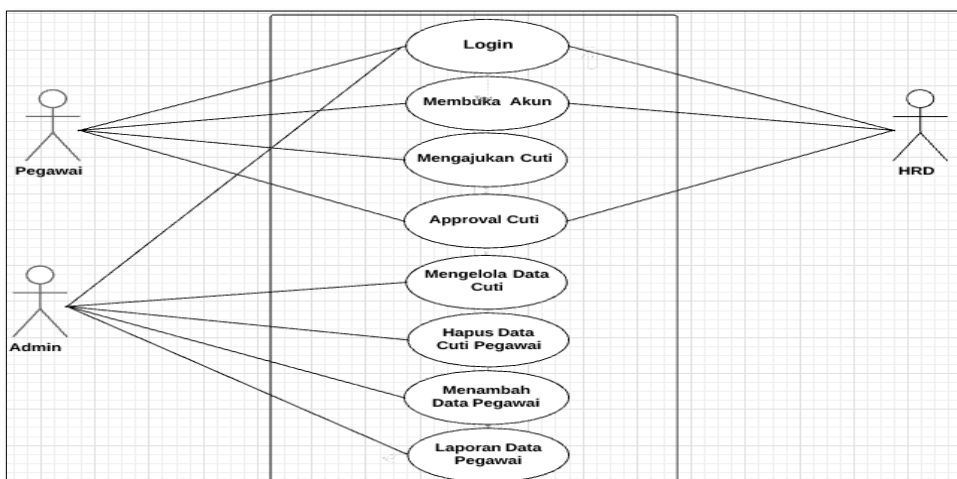 Login
Membuka Akun
Mengajukan Cuti
Pegawai
HRD
Approval Cuti
Mengelola Data
Cuti
Hapus Data
Cuti Pegawai
Admin
Menambah
Data Pegawai
Laporan Data
Pegawai